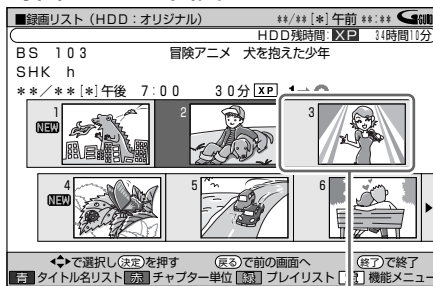 ■録画リスト（HDD：オリジナル） **/**[*]午前 **:** GGUIDE
HDD残時間: XP 34時間10分
BS 103 冒険アニメ 犬を抱えた少年
SHK h
**/**[*]午後 7:00 30分 XP
1 2 3
NEW
4 5 6
NEW
で選択し 決定 を押す 戻る で前の画面へ 終了 で終了
青 タイトル名リスト 赤 チャプター単位 緑 プレイリスト 機能メニュー